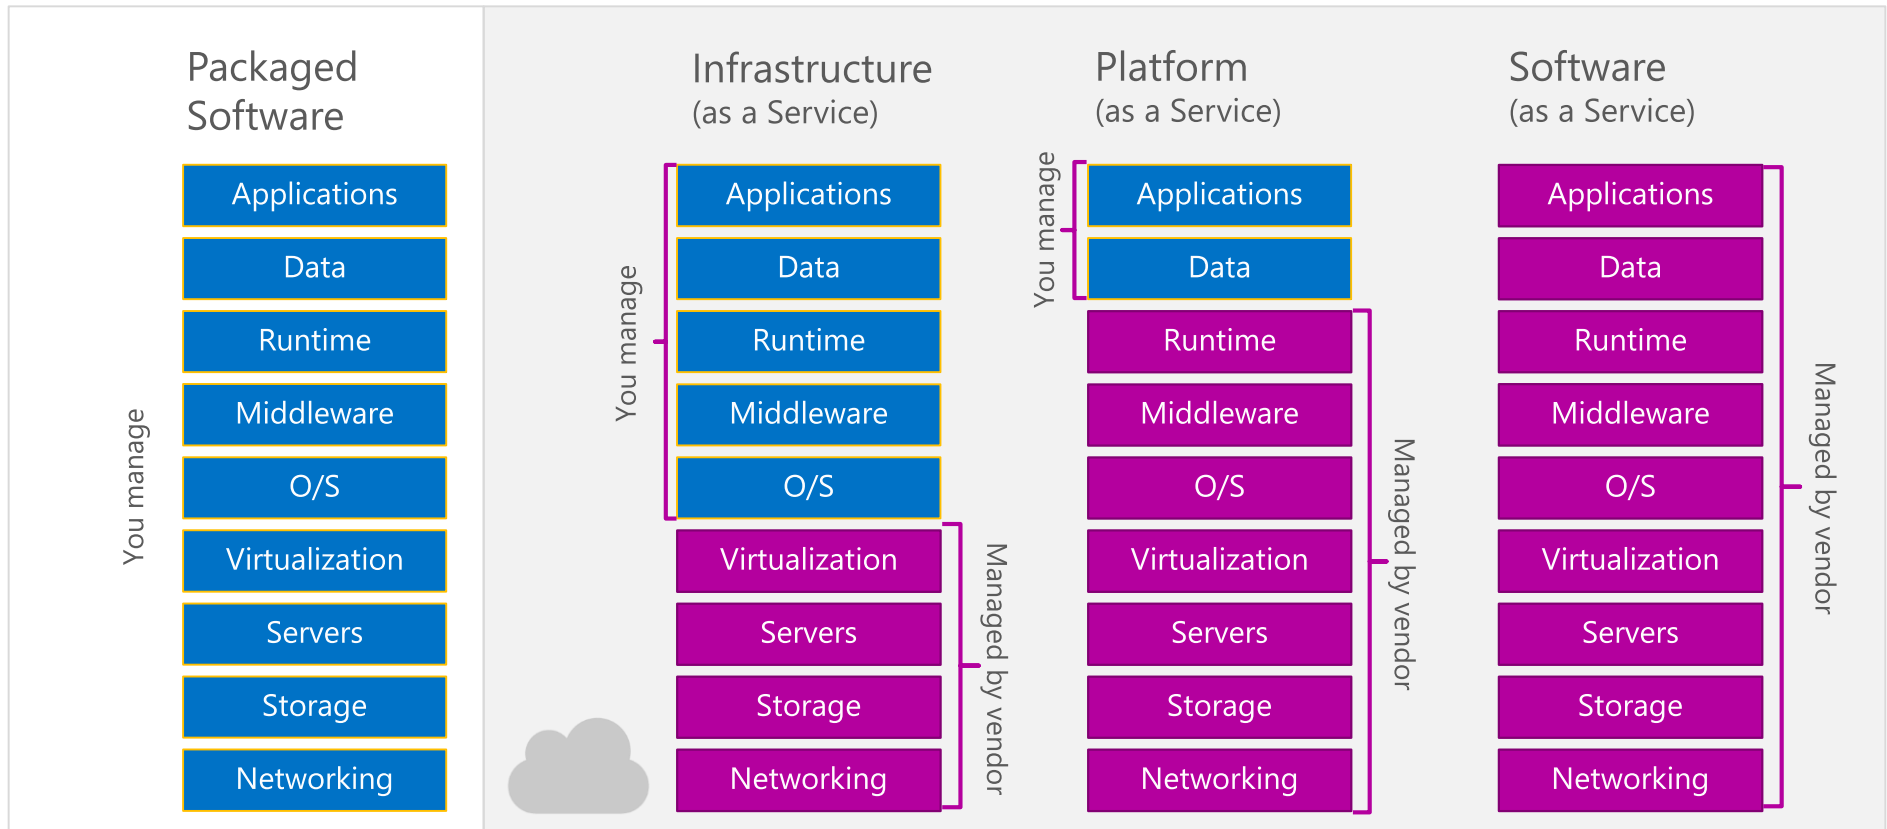 Packaged
Software
Applications
Data
Runtime
Middleware
O/S
Virtualization
Servers
Storage
Networking
You manage
Infrastructure
(as a Service)
Applications
Data
Runtime
Middleware
O/S
Virtualization
Servers
Storage
Networking
You manage
Managed by vendor
Platform
(as a Service)
Applications
Data
Runtime
Middleware
O/S
Virtualization
Servers
Storage
Networking
You manage
Managed by vendor
Software
(as a Service)
Applications
Data
Runtime
Middleware
O/S
Virtualization
Servers
Storage
Networking
Managed by vendor